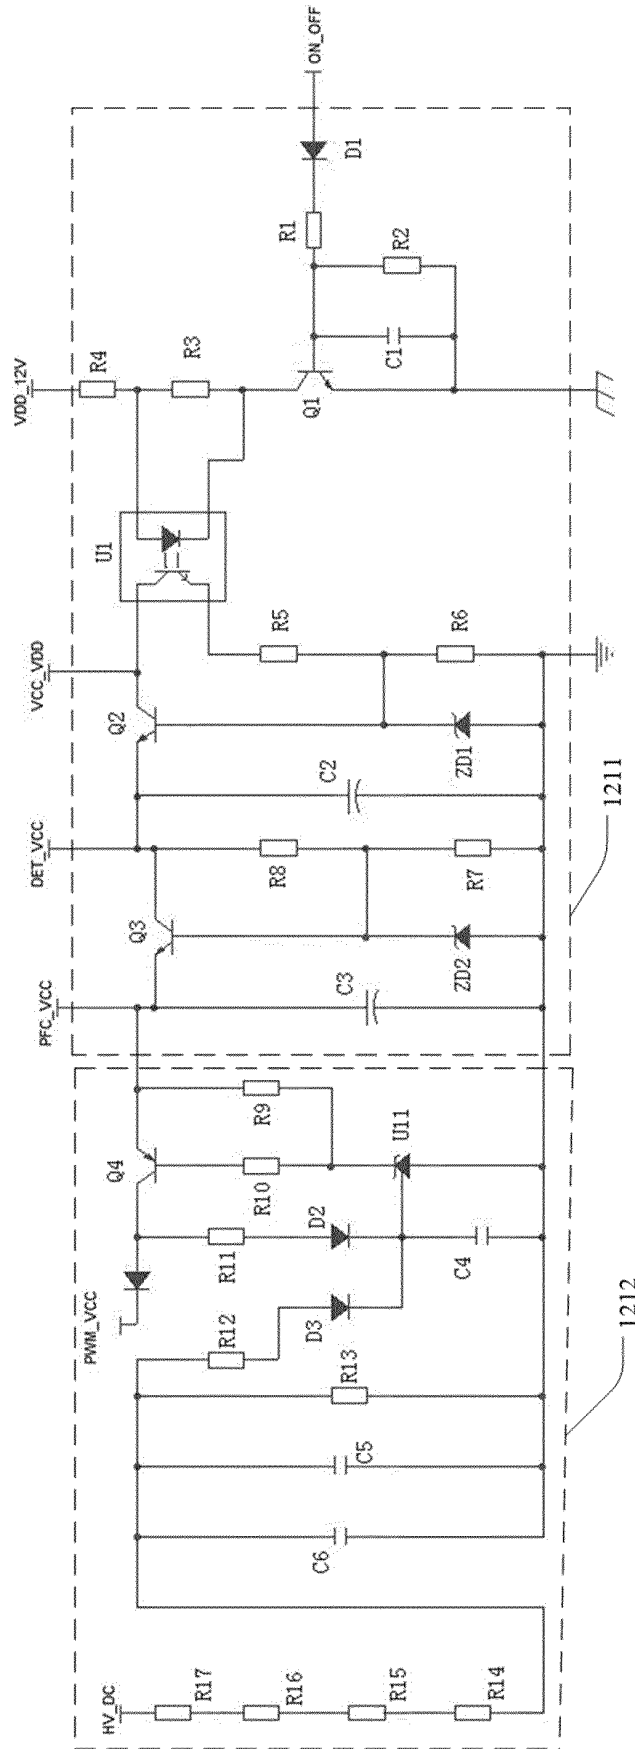 ON_OFF
D1
R1
R2
C1
Q1
VDD_12V
R4
R3
U1
R5
R6
VCC_VDD
Q2
ZD1
C2
1211
DET_VCC
R8
R7
Q3
ZD2
C3
PFC_VCC
R9
U11
Q4
R10
D2
R11
C4
PWM_VCC
D3
R12
R13
1212
C5
C6
HV_DC
R17
R16
R15
R14